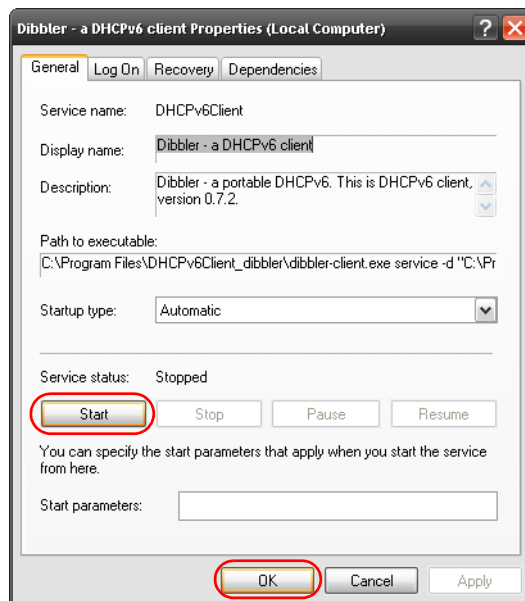 Dibbler - a DHCPv6 client Properties (Local Computer)
General Log On Recovery Dependencies
Service name: DHCPv6Client
Display name: Dibbler - a DHCPv6 client
Description: Dibbler - a portable DHCPv6. This is DHCPv6 client,
version 0.7.2.
Path to executable:
C:\Program Files\DHCPv6Client_dibbler\dibbler-client.exe service -d "C:\Pr
Startup type: Automatic
Service status: Stopped
Start Stop Pause Resume
You can specify the start parameters that apply when you start the service
from here.
Start parameters:
OK Cancel Apply